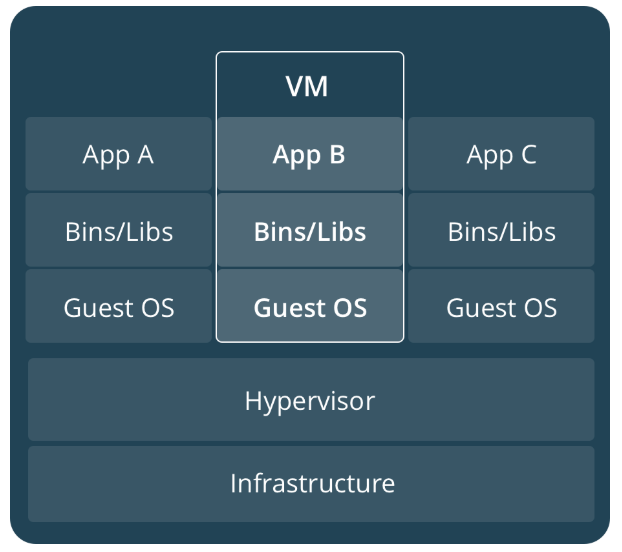 VM
App A
App B
App C
Bins/Libs
Bins/Libs
Bins/Libs
Guest OS
Guest OS
Guest OS
Hypervisor
Infrastructure